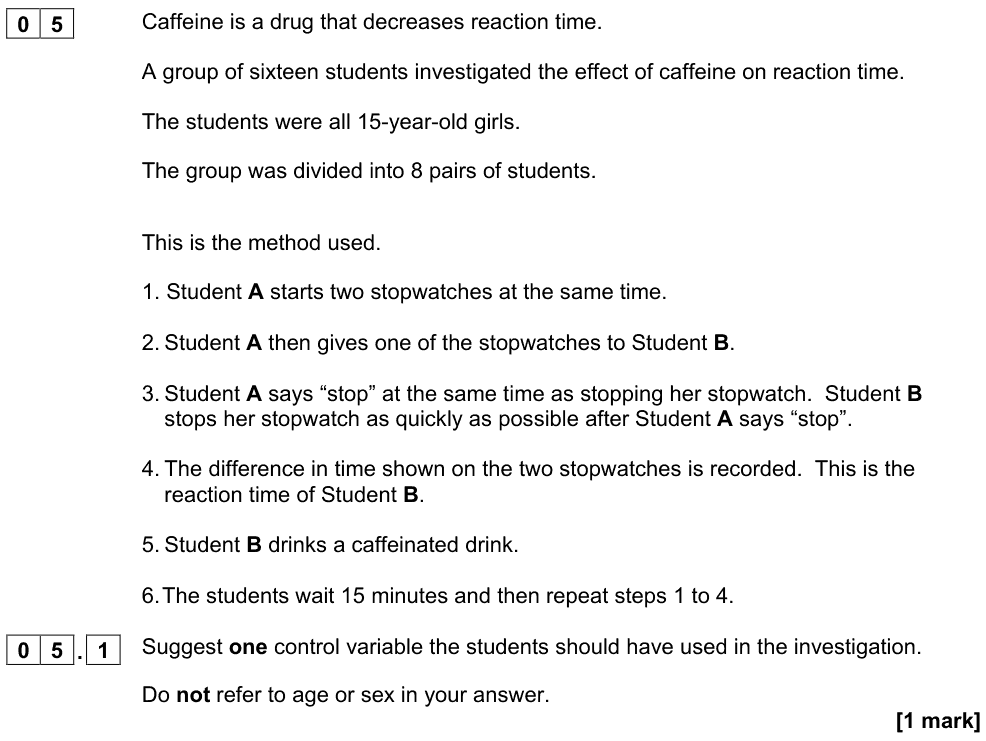 0 5 Caffeine is a drug that decreases reaction time.
A group of sixteen students investigated the effect of caffeine on reaction time.
The students were all 15-year-old girls.
The group was divided into 8 pairs of students.
This is the method used.
1. Student A starts two stopwatches at the same time.
2. Student A then gives one of the stopwatches to Student B.
3. Student A says “stop” at the same time as stopping her stopwatch. Student B
stops her stopwatch as quickly as possible after Student A says “stop”.
4. The difference in time shown on the two stopwatches is recorded. This is the
reaction time of Student B.
5. Student B drinks a caffeinated drink.
6. The students wait 15 minutes and then repeat steps 1 to 4.
0 5 . 1 Suggest one control variable the students should have used in the investigation.
Do not refer to age or sex in your answer.
[1 mark]